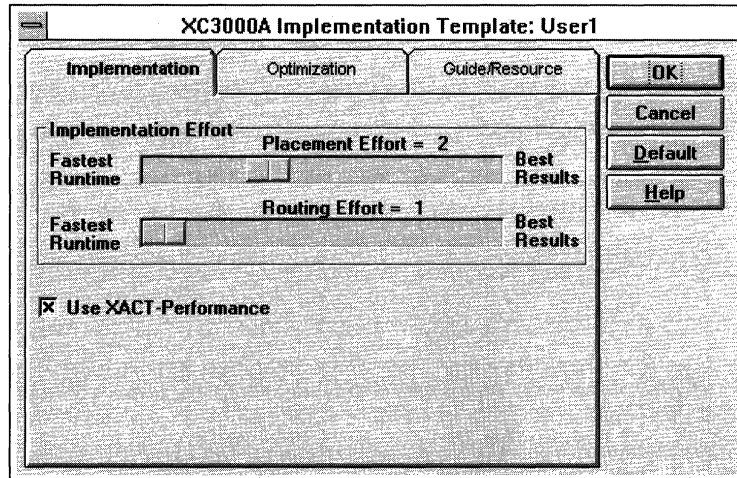 XC3000A Implementation Template: User1
Implementation
Optimization
Guide/Resource
OK
Cancel
Default
Help
Implementation Effort
Placement Effort = 2
Fastest Runtime
Best Results
Routing Effort = 1
Fastest Runtime
Best Results
Use XACT-Performance